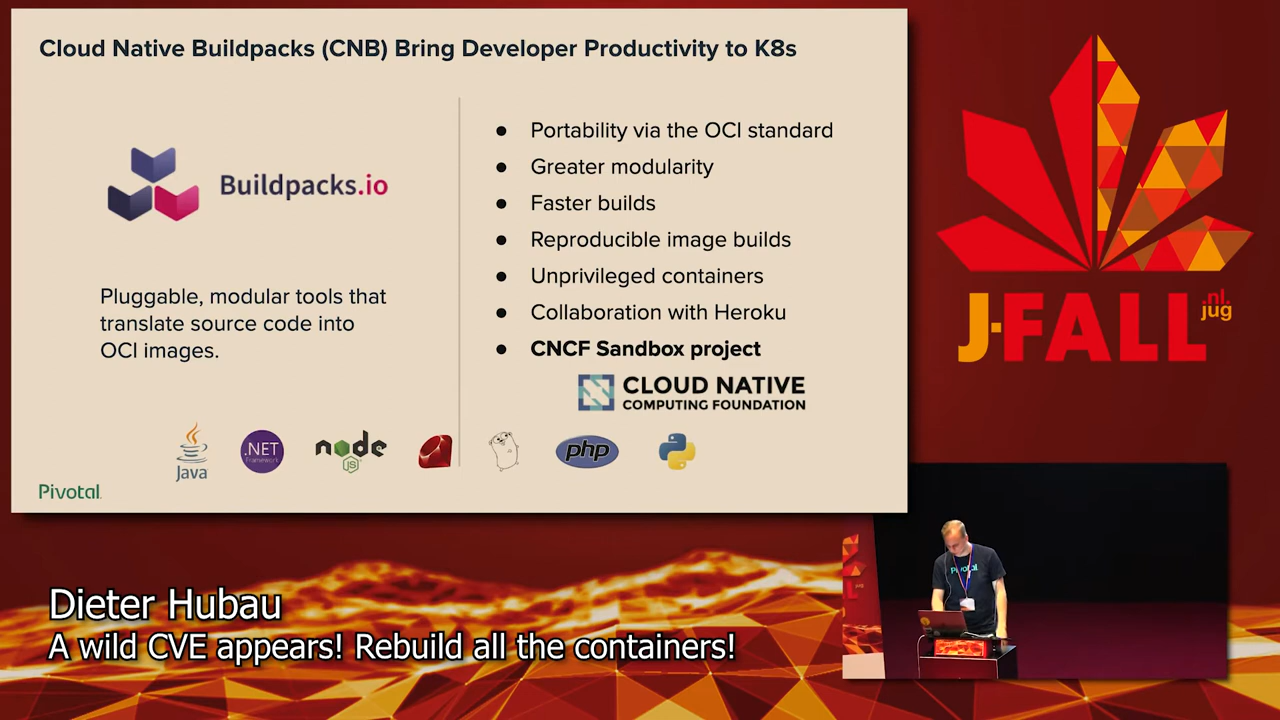 Cloud Native Buildpacks (CNB) Bring Developer Productivity to K8s
Buildpacks.io
Pluggable, modular tools that
translate source code into
OCI images.
● Portability via the OCI standard
● Greater modularity
● Faster builds
● Reproducible image builds
● Unprivileged containers
● Collaboration with Heroku
● CNCF Sandbox project
CLOUD NATIVE
COMPUTING FOUNDATION
Java
.NET
Framework
node
JS
php
Pivotal
J-FALL
nl.
jug
Pivotal
Dieter Hubau
A wild CVE appears! Rebuild all the containers!